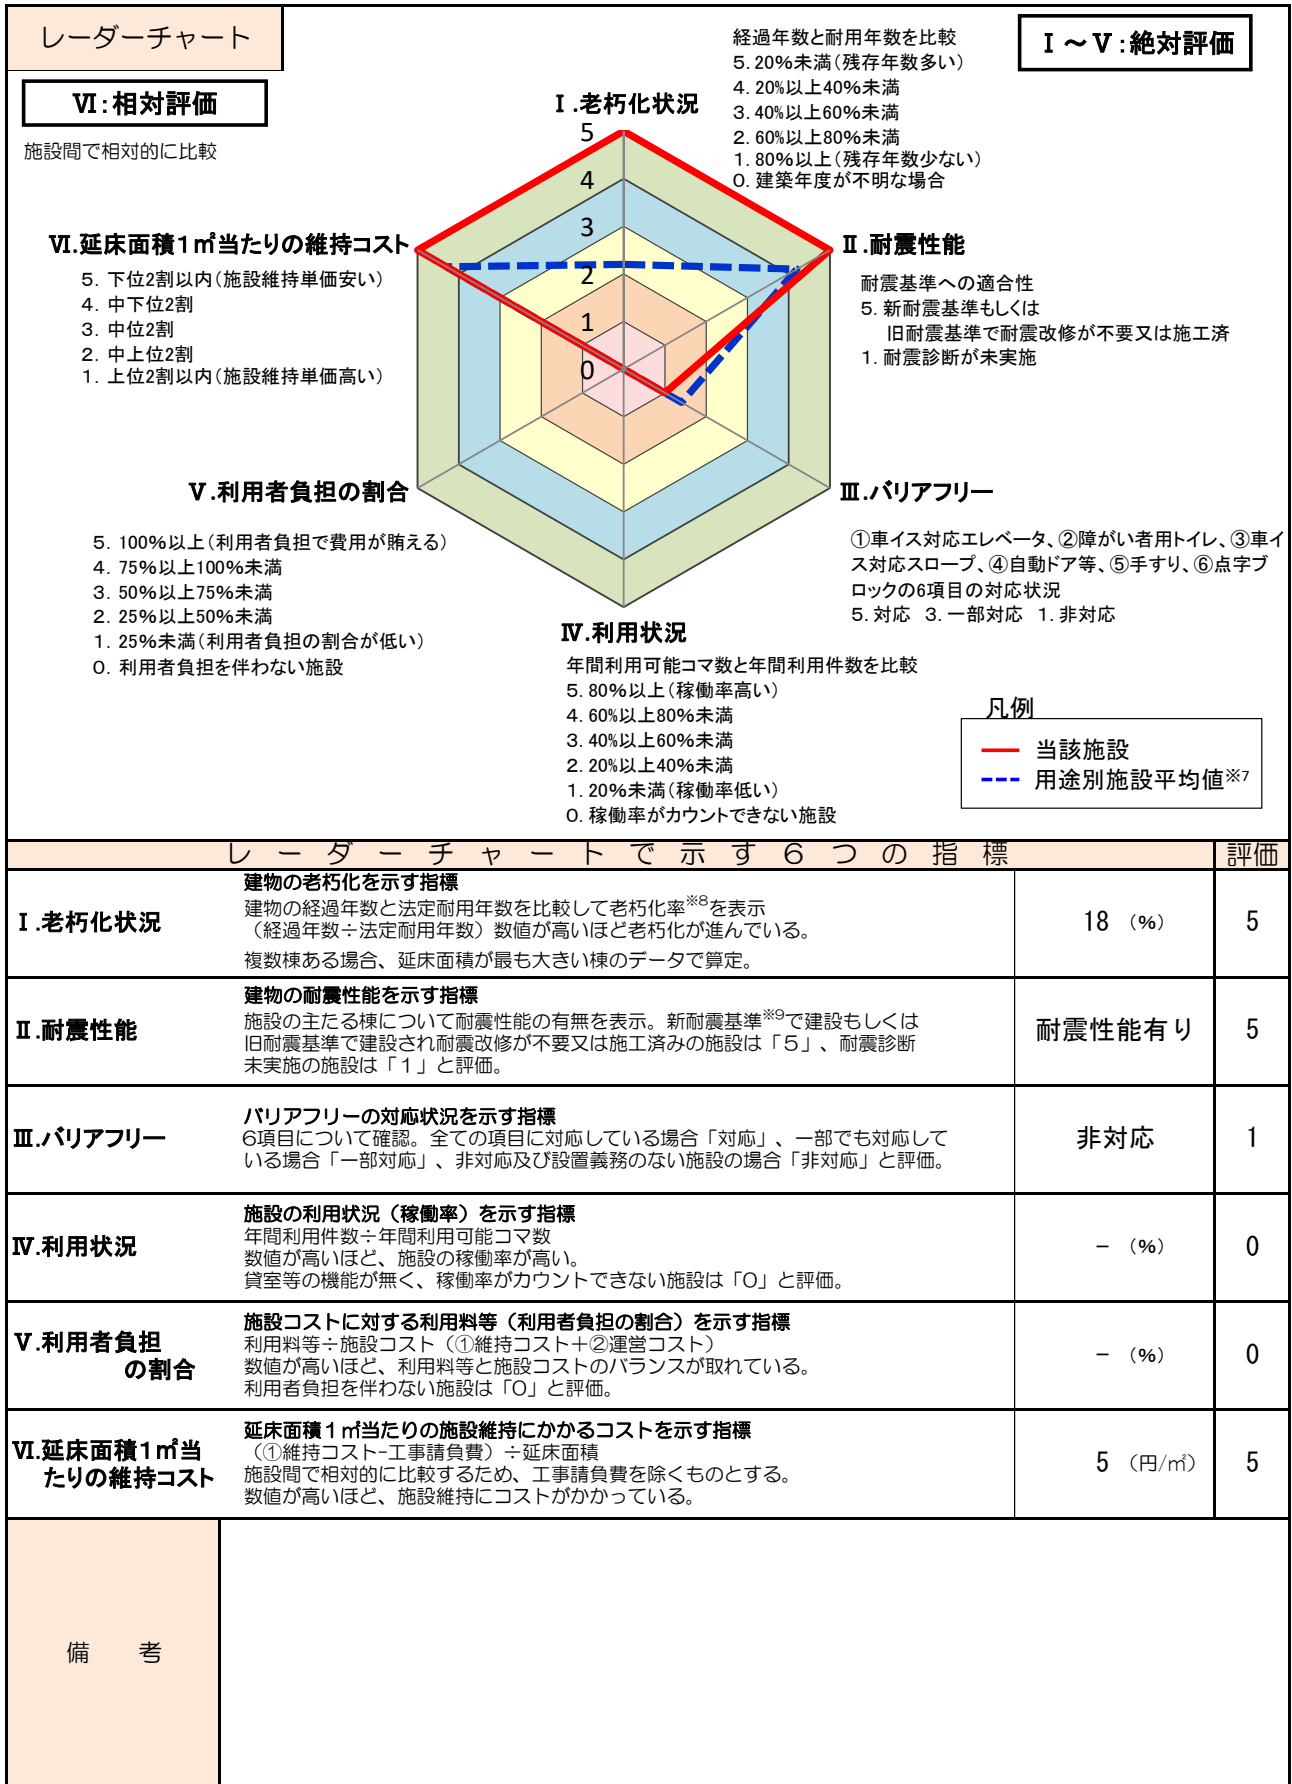 レーダーチャート
Ⅰ～Ⅴ:絶対評価
Ⅵ:相対評価
施設間で相対的に比較
経過年数と耐用年数を比較
5. 20%未満(残存年数多い)
4. 20%以上40%未満
3. 40%以上60%未満
2. 60%以上80%未満
1. 80%以上(残存年数少ない)
0. 建築年度が不明な場合
Ⅰ.老朽化状況
5
4
3
2
1
0
Ⅱ.耐震性能
耐震基準への適合性
5. 新耐震基準もしくは
旧耐震基準で耐震改修が不要又は施工済
1. 耐震診断が未実施
Ⅵ.延床面積1㎡当たりの維持コスト
5. 下位2割以内(施設維持単価安い)
4. 中下位2割
3. 中位2割
2. 中上位2割
1. 上位2割以内(施設維持単価高い)
Ⅴ.利用者負担の割合
5. 100%以上(利用者負担で費用が賄える)
4. 75%以上100%未満
3. 50%以上75%未満
2. 25%以上50%未満
1. 25%未満(利用者負担の割合が低い)
0. 利用者負担を伴わない施設
Ⅲ.バリアフリー
①車イス対応エレベータ、②障がい者用トイレ、③車イ
ス対応スロープ、④自動ドア等、⑤手すり、⑥点字ブ
ロックの6項目の対応状況
5. 対応 3. 一部対応 1. 非対応
Ⅳ.利用状況
年間利用可能コマ数と年間利用件数を比較
5. 80%以上(稼働率高い)
4. 60%以上80%未満
3. 40%以上60%未満
2. 20%以上40%未満
1. 20%未満(稼働率低い)
0. 稼働率がカウントできない施設
凡例
当該施設
用途別施設平均値※7
レーダーチャートで示す6つの指標 評価
建物の老朽化を示す指標
Ⅰ.老朽化状況
建物の経過年数と法定耐用年数を比較して老朽化率※8を表示
(経過年数÷法定耐用年数)数値が高いほど老朽化が進んでいる。
複数棟ある場合、延床面積が最も大きい棟のデータで算定。
18 (%) 5
建物の耐震性能を示す指標
Ⅱ.耐震性能
施設の主たる棟について耐震性能の有無を表示。新耐震基準※9で建設もしくは
旧耐震基準で建設され耐震改修が不要又は施工済みの施設は「5」、耐震診断
未実施の施設は「1」と評価。
耐震性能有り 5
バリアフリーの対応状況を示す指標
Ⅲ.バリアフリー
6項目について確認。全ての項目に対応している場合「対応」、一部でも対応して
いる場合「一部対応」、非対応及び設置義務のない施設の場合「非対応」と評価。
非対応 1
施設の利用状況(稼働率)を示す指標
Ⅳ.利用状況
年間利用件数÷年間利用可能コマ数
数値が高いほど、施設の稼働率が高い。
貸室等の機能が無く、稼働率がカウントできない施設は「0」と評価。
- (%) 0
施設コストに対する利用料等(利用者負担の割合)を示す指標
Ⅴ.利用者負担
の割合
利用料等÷施設コスト(①維持コスト+②運営コスト)
数値が高いほど、利用料等と施設コストのバランスが取れている。
利用者負担を伴わない施設は「0」と評価。
- (%) 0
延床面積1㎡当たりの施設維持にかかるコストを示す指標
Ⅵ.延床面積1㎡当
たりの維持コスト
(①維持コスト-工事請負費)÷延床面積
施設間で相対的に比較するため、工事請負費を除くものとする。
数値が高いほど、施設維持にコストがかかっている。
5 (円/㎡) 5
備 考